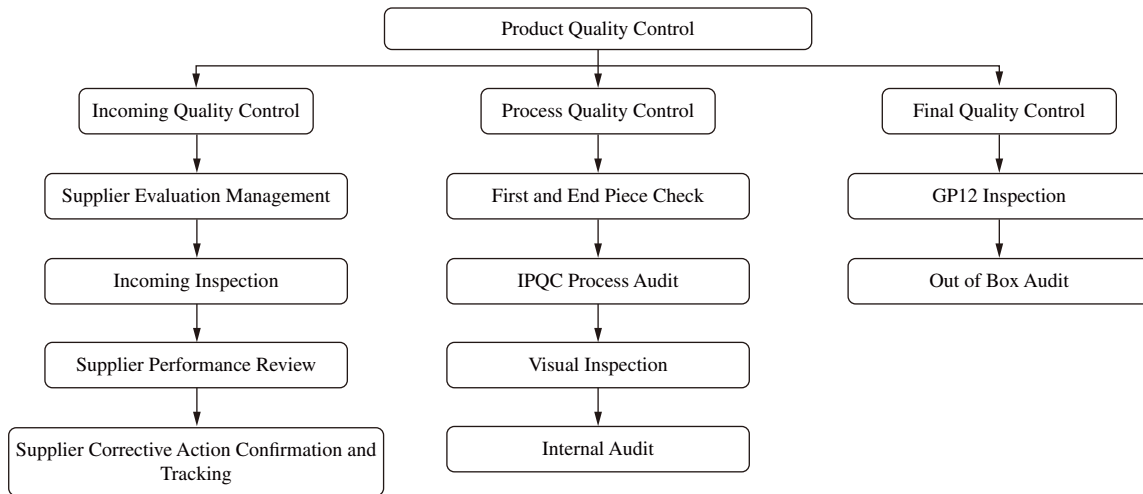 Product Quality Control
Incoming Quality Control
Process Quality Control
Final Quality Control
Supplier Evaluation Management
First and End Piece Check
GP12 Inspection
Incoming Inspection
IPQC Process Audit
Out of Box Audit
Supplier Performance Review
Visual Inspection
Supplier Corrective Action Confirmation and
Tracking
Internal Audit